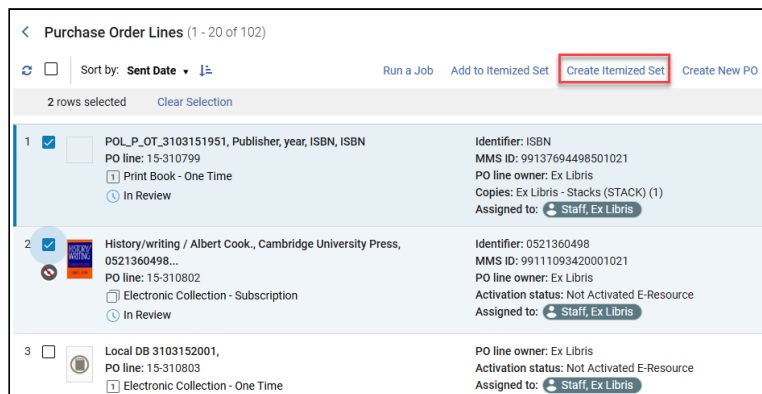 Purchase Order Lines (1 - 20 of 102)
Sort by: Sent Date Run a Job Add to Itemized Set Create Itemized Set Create New PO
2 rows selected Clear Selection
1 POL_P_OT_3103151951, Publisher, year, ISBN, ISBN
PO line: 15-310799
1 Print Book - One Time
In Review
Identifier: ISBN
MMS ID: 99137694498501021
PO line owner: Ex Libris
Copies: Ex Libris - Stacks (STACK) (1)
Assigned to: Staff, Ex Libris
2 HISTORY/
WRITING
History/writing / Albert Cook., Cambridge University Press,
0521360498...
PO line: 15-310802
Electronic Collection - Subscription
In Review
Identifier: 0521360498
MMS ID: 99111093420001021
PO line owner: Ex Libris
Activation status: Not Activated E-Resource
Assigned to: Staff, Ex Libris
3 Local DB 3103152001,
PO line: 15-310803
1 Electronic Collection - One Time
PO line owner: Ex Libris
Activation status: Not Activated E-Resource
Assigned to: Staff, Ex Libris